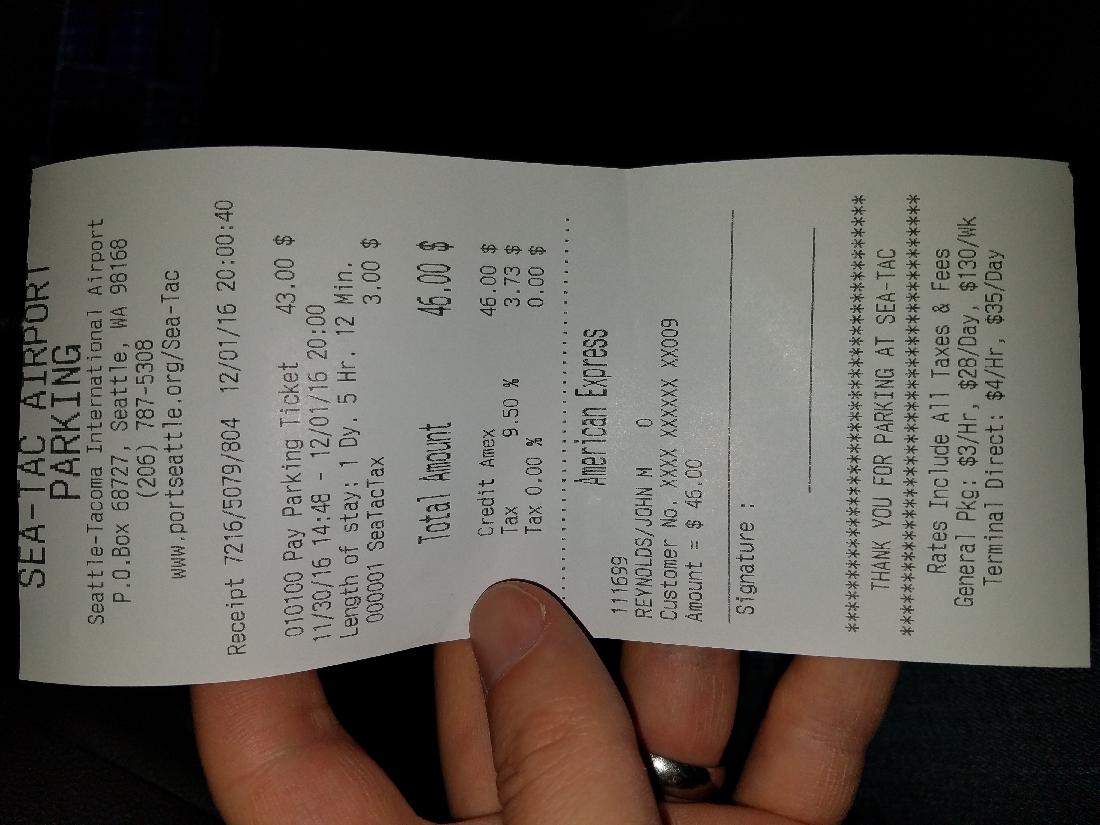 SEA-TAC AIRPORT
PARKING
Seattle-Tacoma International Airport
P.O.Box 68727, Seattle, WA 98168
(206) 787-5308
www.portseattle.org/Sea-Tac
Receipt 7216/5079/804 12/01/16 20:00:40
010100 Pay Parking Ticket 43.00 $
11/30/16 14:48 - 12/01/16 20:00
Length of stay: 1 Dy. 5 Hr. 12 Min.
000001 SeaTacTax 3.00 $
Total Amount 46.00 $
Credit Amex 46.00 $
Tax 9.50 % 3.73 $
Tax 0.00 % 0.00 $
American Express
111699
REYNOLDS/JOHN M 0
Customer No. XXXX XXXXXX XX009
Amount = $ 46.00
Signature :
***********************************
THANK YOU FOR PARKING AT SEA-TAC
***********************************
Rates Include All Taxes & Fees
General Pkg: $3/Hr, $28/Day, $130/Wk
Terminal Direct: $4/Hr, $35/Day